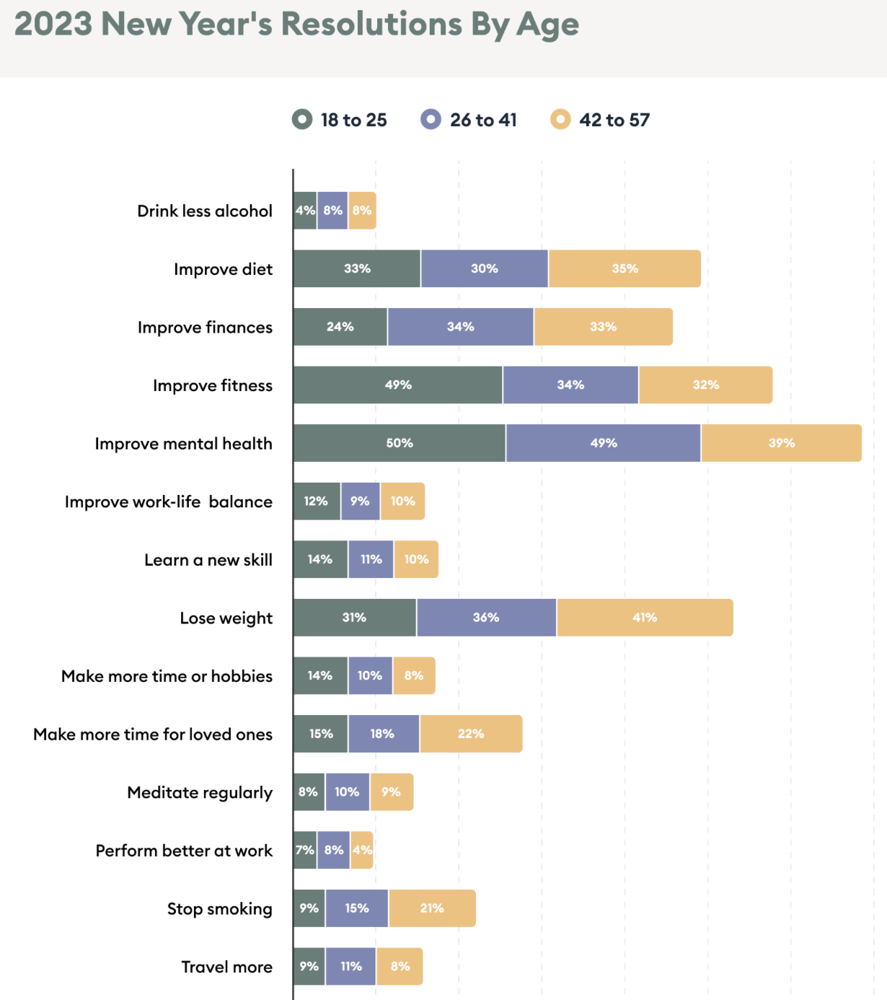 2023 New Year's Resolutions By Age
18 to 25 26 to 41 42 to 57
Drink less alcohol 4% 8% 8%
Improve diet 33% 30% 35%
Improve finances 24% 34% 33%
Improve fitness 49% 34% 32%
Improve mental health 50% 49% 39%
Improve work-life  balance 12% 9% 10%
Learn a new skill 14% 11% 10%
Lose weight 31% 36% 41%
Make more time or hobbies 14% 10% 8%
Make more time for loved ones 15% 18% 22%
Meditate regularly 8% 10% 9%
Perform better at work 7% 8% 4%
Stop smoking 9% 15% 21%
Travel more 9% 11% 8%